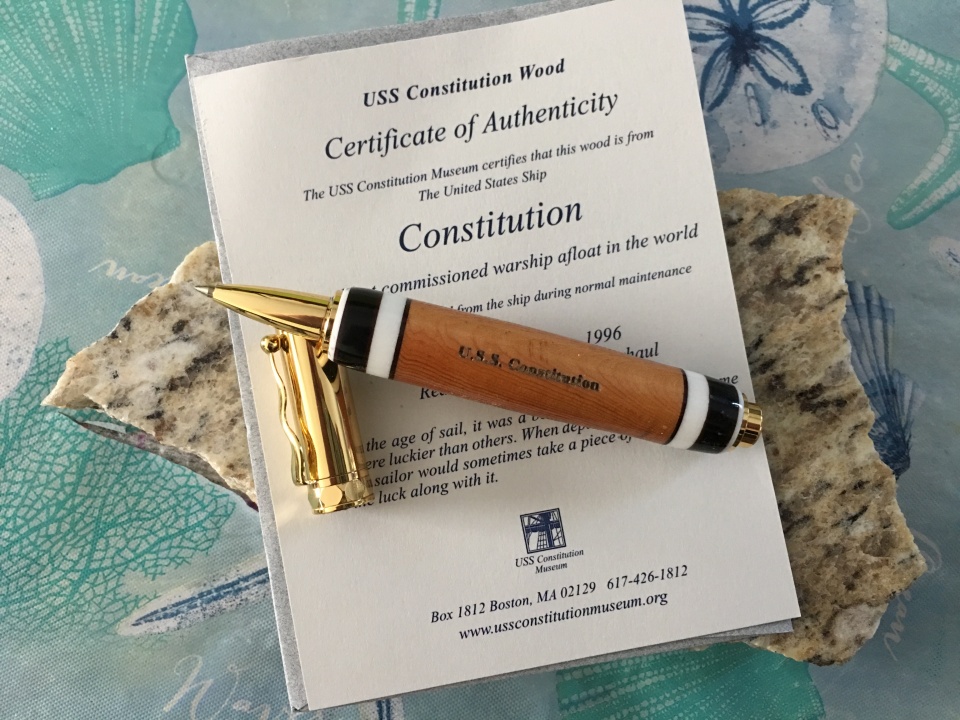 USS Constitution Wood
Certificate of Authenticity
The USS Constitution Museum certifies that this wood is from
The United States Ship
Constitution
commissioned warship afloat in the world
from the ship during normal maintenance
1996
U.S.S. Constitution
the age of sail, it was a
luckier than others. When
sailor would sometimes take a piece of
luck along with it.
USS Constitution
Museum
Box 1812 Boston, MA 02129 617-426-1812
www.ussconstitutionmuseum.org